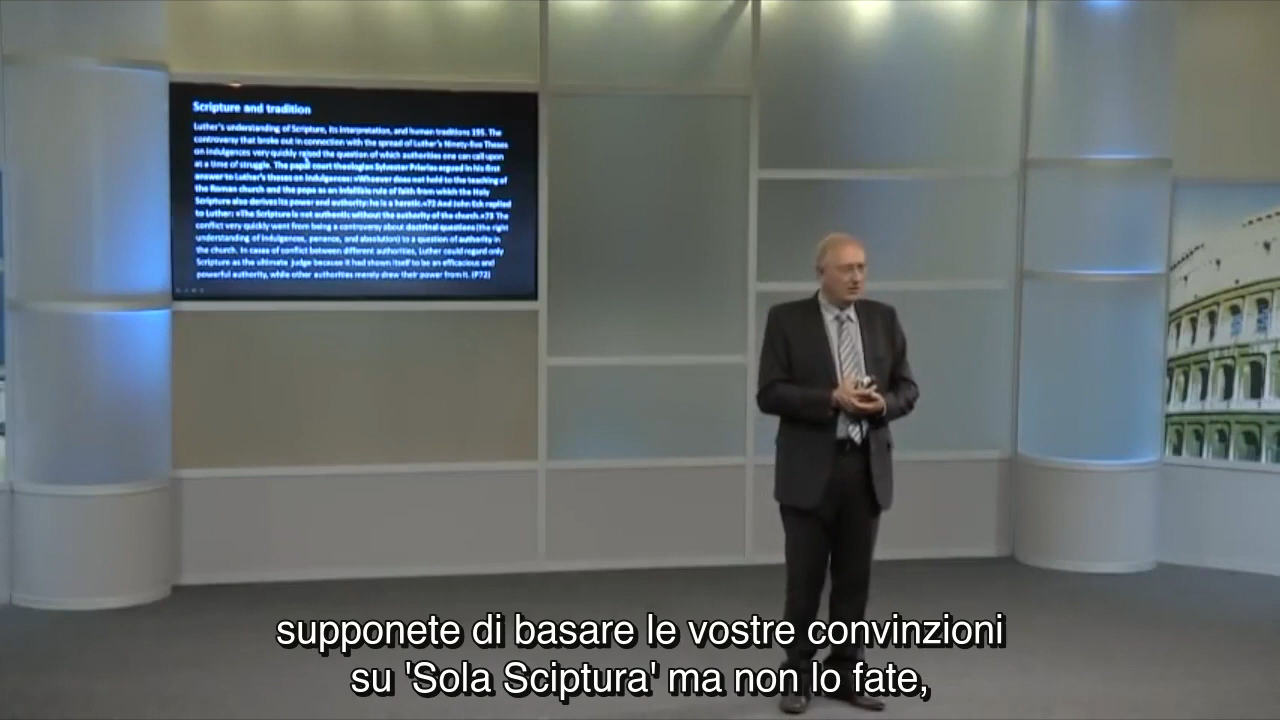 Scripture and tradition
Luther's understanding of Scripture, its interpretation, and human traditions 195. The
controversy that broke out in connection with the spread of Luther's Ninety-five Theses
on indulgences very quickly raised the question of which authorities one can call upon
at a time of struggle. The papal court theologian Sylvester Prierias argued in his first
answer to Luther's theses on indulgences: «Whoever does not hold to the teaching of
the Roman church and the pope as an infallible rule of faith from which the Holy
Scripture also derives its power and authority: he is a heretic.«72 And John Eck replied
to Luther: «The Scripture is not authentic without the authority of the church.»73 The
conflict very quickly went from being a controversy about doctrinal questions (the right
understanding of indulgences, penance, and absolution) to a question of authority in
the church. In cases of conflict between different authorities, Luther could regard only
Scripture as the ultimate judge because it had shown itself to be an efficacious and
powerful authority, while other authorities merely drew their power from it. (P72)
supponete di basare le vostre convinzioni
su 'Sola Sciptura' ma non lo fate,